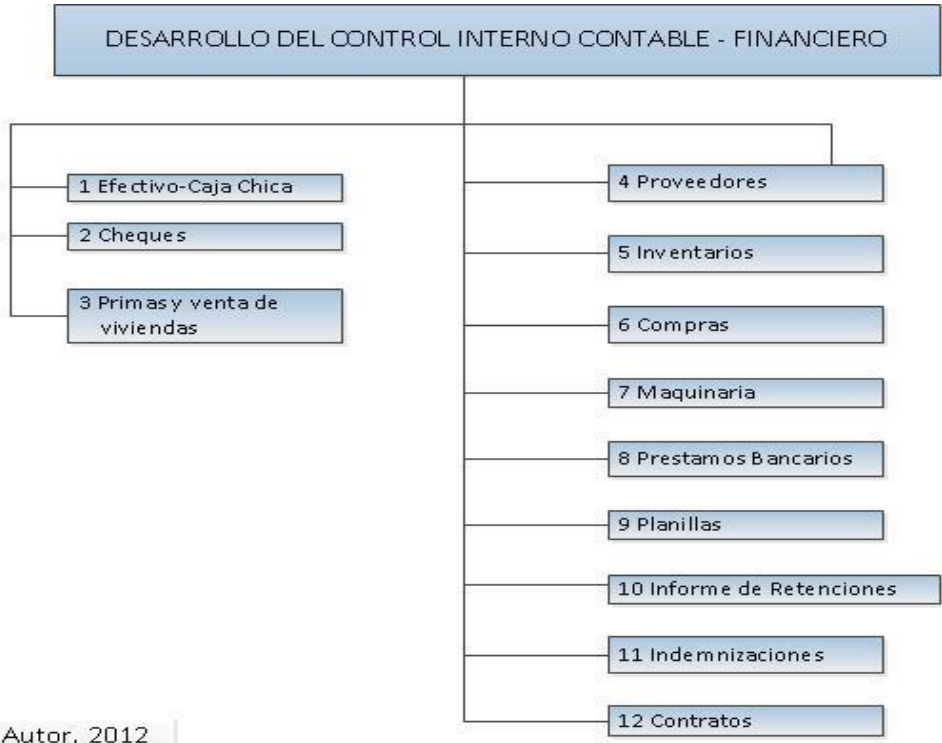 DESARROLLO DEL CONTROL INTERNO CONTABLE - FINANCIERO
1 Efectivo-Caja Chica
2 Cheques
3 Primas y venta de
viviendas
4 Proveedores
5 Inventarios
6 Compras
7 Maquinaria
8 Prestamos Bancarios
9 Planillas
10 Informe de Retenciones
11 Indemnizaciones
12 Contratos
Autor, 2012